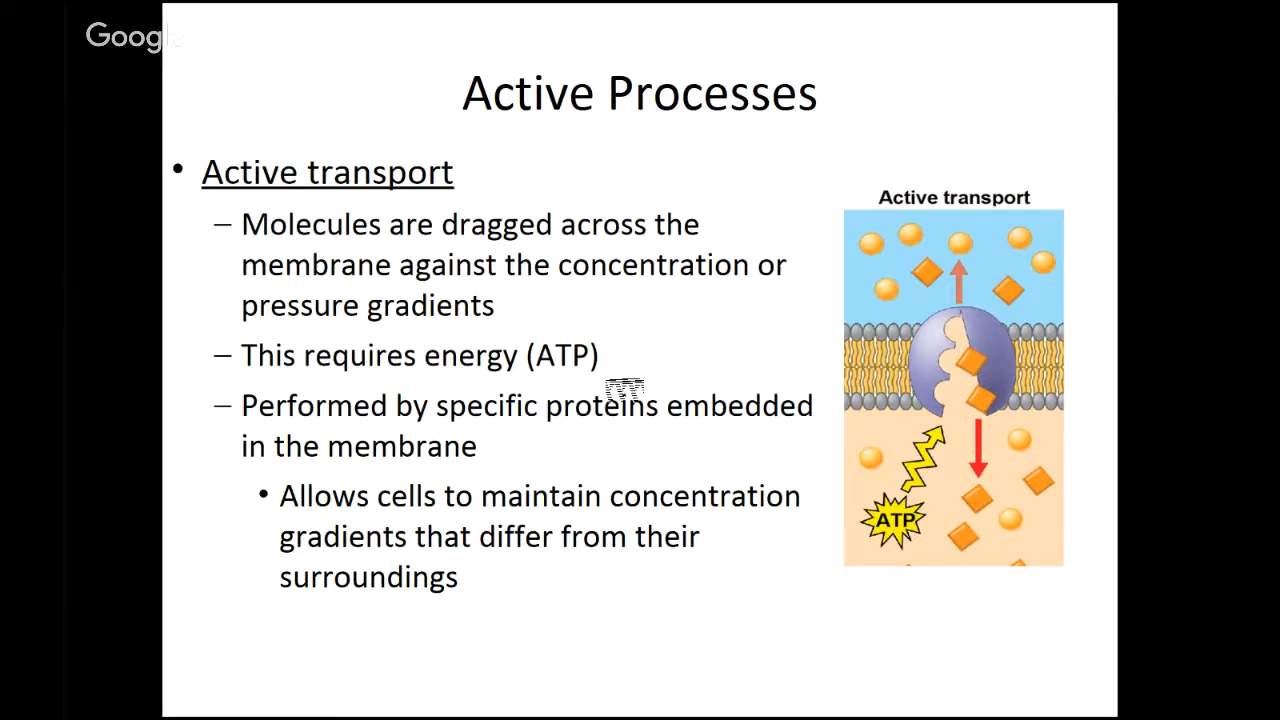 Google
Active Processes
• Active transport
– Molecules are dragged across the
membrane against the concentration or
pressure gradients
– This requires energy (ATP)
– Performed by specific proteins embedded
in the membrane
• Allows cells to maintain concentration
gradients that differ from their
surroundings
Active transport
ATP